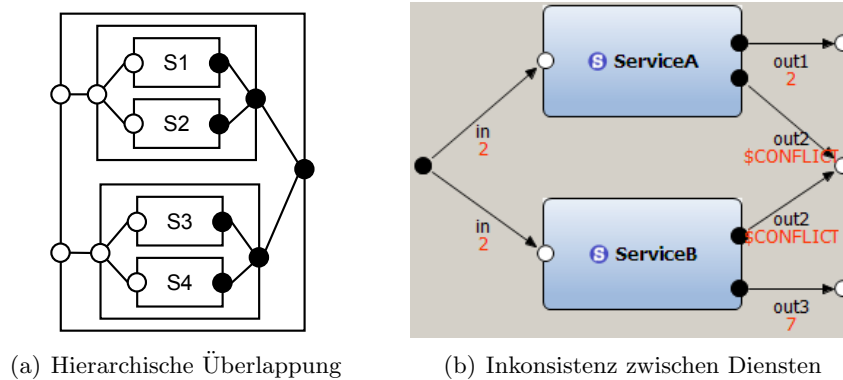 S1
S2
S3
S4
(a) Hierarchische Überlappung
S ServiceA
out1
2
in
2
out2
$CONFLICT
in
2
out2
$CONFLICT
S ServiceB
out3
7
(b) Inkonsistenz zwischen Diensten